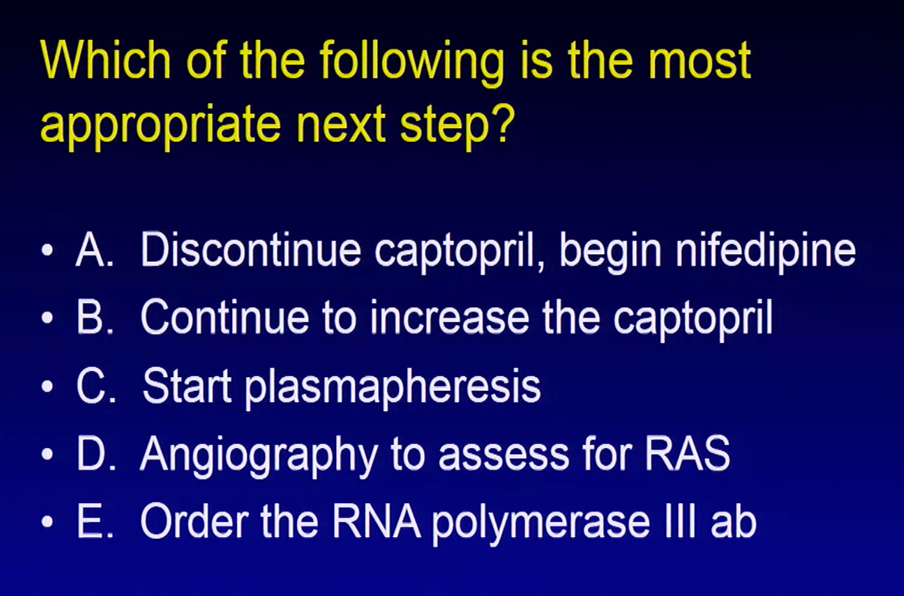 Which of the following is the most
appropriate next step?
• A. Discontinue captopril, begin nifedipine
• B. Continue to increase the captopril
• C. Start plasmapheresis
• D. Angiography to assess for RAS
• E. Order the RNA polymerase III ab